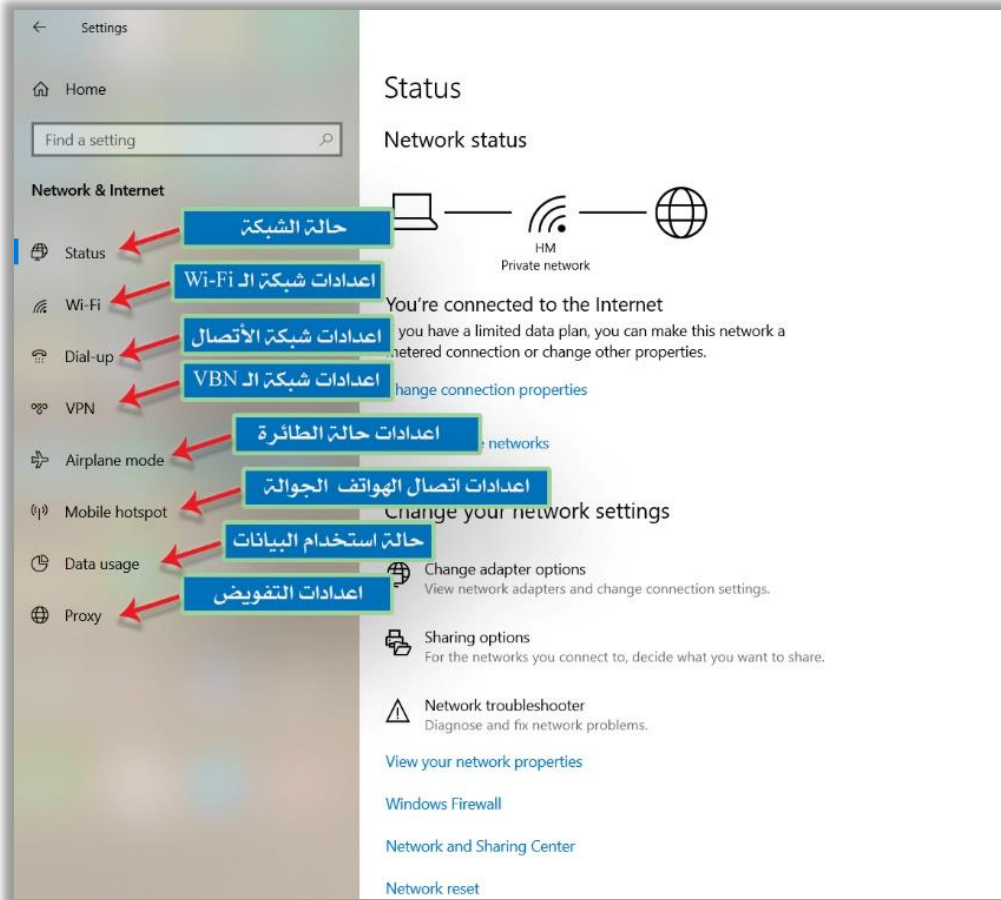 Settings
Home
Find a setting
Network & Internet
Status
حالة الشبكة
Wi-Fi
اعدادات شبكة الـ Wi-Fi
Dial-up
اعدادات شبكة الأتصال
VPN
اعدادات شبكة الـ VBN
Airplane mode
اعدادات حالة الطائرة
Mobile hotspot
اعدادات اتصال الهواتف الجوالة
Data usage
حالة استخدام البيانات
Proxy
اعدادات التفويض
Status
Network status
HM
Private network
You're connected to the Internet
you have a limited data plan, you can make this network a
connection or change other properties.
connection properties
networks
Change your network settings
Change adapter options
View network adapters and change connection settings.
Sharing options
For the networks you connect to, decide what you want to share.
Network troubleshooter
Diagnose and fix network problems.
View your network properties
Windows Firewall
Network and Sharing Center
Network reset